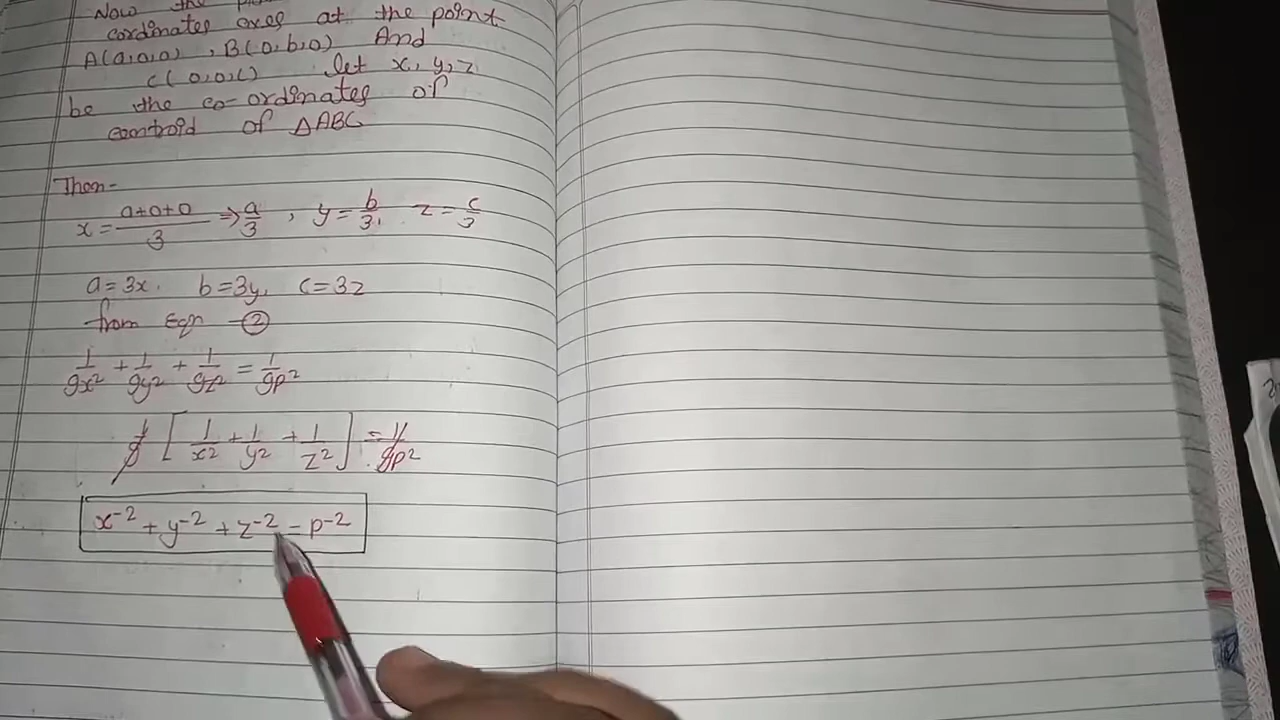 Now the
cordinates axes at the point
A(a,0,0) , B(0,b,0) And
C(0,0,c) let x, y, z
be the co-ordinates of
centroid of ΔABC
Then-
x = a+0+0/3 ⇒ a/3 , y = b/3, z = c/3
a = 3x, b = 3y, c = 3z
from Eqn - ②
1/9x² + 1/9y² + 1/9z² = 1/9p²
1/9 [ 1/x² + 1/y² + 1/z² ] = 1/9p²
x⁻² + y⁻² + z⁻² = p⁻²